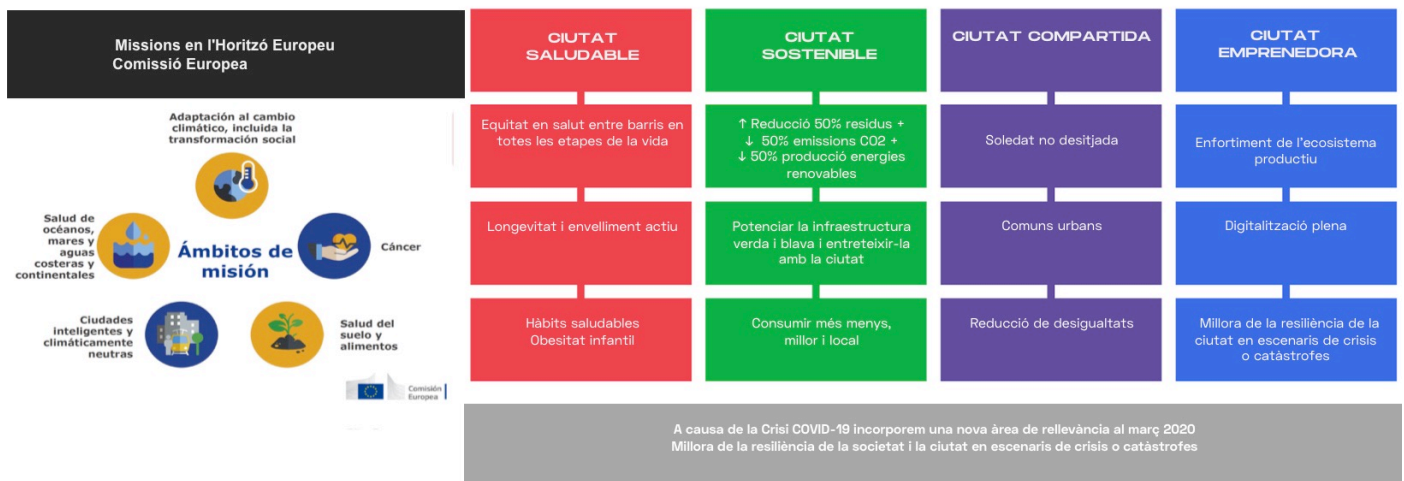 Missions en l'Horitzó Europeu
Comissió Europea
Adaptación al cambio
climático, incluida la
transformación social
Salud de
océanos,
mares y
aguas
costeras y
continentales
Ámbitos de
misión
Cáncer
Ciudades
inteligentes y
climáticamente
neutras
Salud del
suelo y
alimentos
Comisión
Europea
CIUTAT
SALUDABLE
Equitat en salut entre barris en
totes les etapes de la vida
Longevitat i envelliment actiu
Hàbits saludables
Obesitat infantil
CIUTAT
SOSTENIBLE
↑ Reducció 50% residus +
↓ 50% emissions CO2 +
↓ 50% producció energies
renovables
Potenciar la infraestructura
verda i blava i entreteixir-la
amb la ciutat
Consumir més menys,
millor i local
CIUTAT COMPARTIDA
Soledat no desitjada
Comuns urbans
Reducció de desigualtats
CIUTAT
EMPRENEDORA
Enfortiment de l'ecosistema
productiu
Digitalització plena
Millora de la resiliència de la
ciutat en escenaris de crisis
o catàstrofes
A causa de la Crisi COVID-19 incorporem una nova àrea de rellevància al març 2020
Millora de la resiliència de la societat i la ciutat en escenaris de crisis o catàstrofes